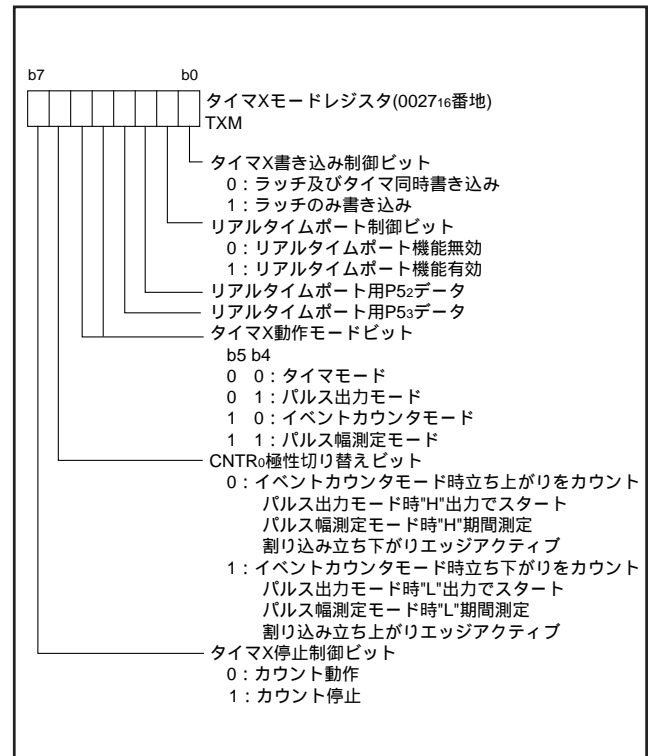 b7 b0
タイマXモードレジスタ(002716番地)
TXM
タイマX書き込み制御ビット
0：ラッチ及びタイマ同時書き込み
1：ラッチのみ書き込み
リアルタイムポート制御ビット
0：リアルタイムポート機能無効
1：リアルタイムポート機能有効
リアルタイムポート用P52データ
リアルタイムポート用P53データ
タイマX動作モードビット
b5 b4
0 0：タイマモード
0 1：パルス出力モード
1 0：イベントカウンタモード
1 1：パルス幅測定モード
CNTR0極性切り替えビット
0：イベントカウンタモード時立ち上がりをカウント
パルス出力モード時"H"出力でスタート
パルス幅測定モード時"H"期間測定
割り込み立ち下がりエッジアクティブ
1：イベントカウンタモード時立ち下がりをカウント
パルス出力モード時"L"出力でスタート
パルス幅測定モード時"L"期間測定
割り込み立ち上がりエッジアクティブ
タイマX停止制御ビット
0：カウント動作
1：カウント停止